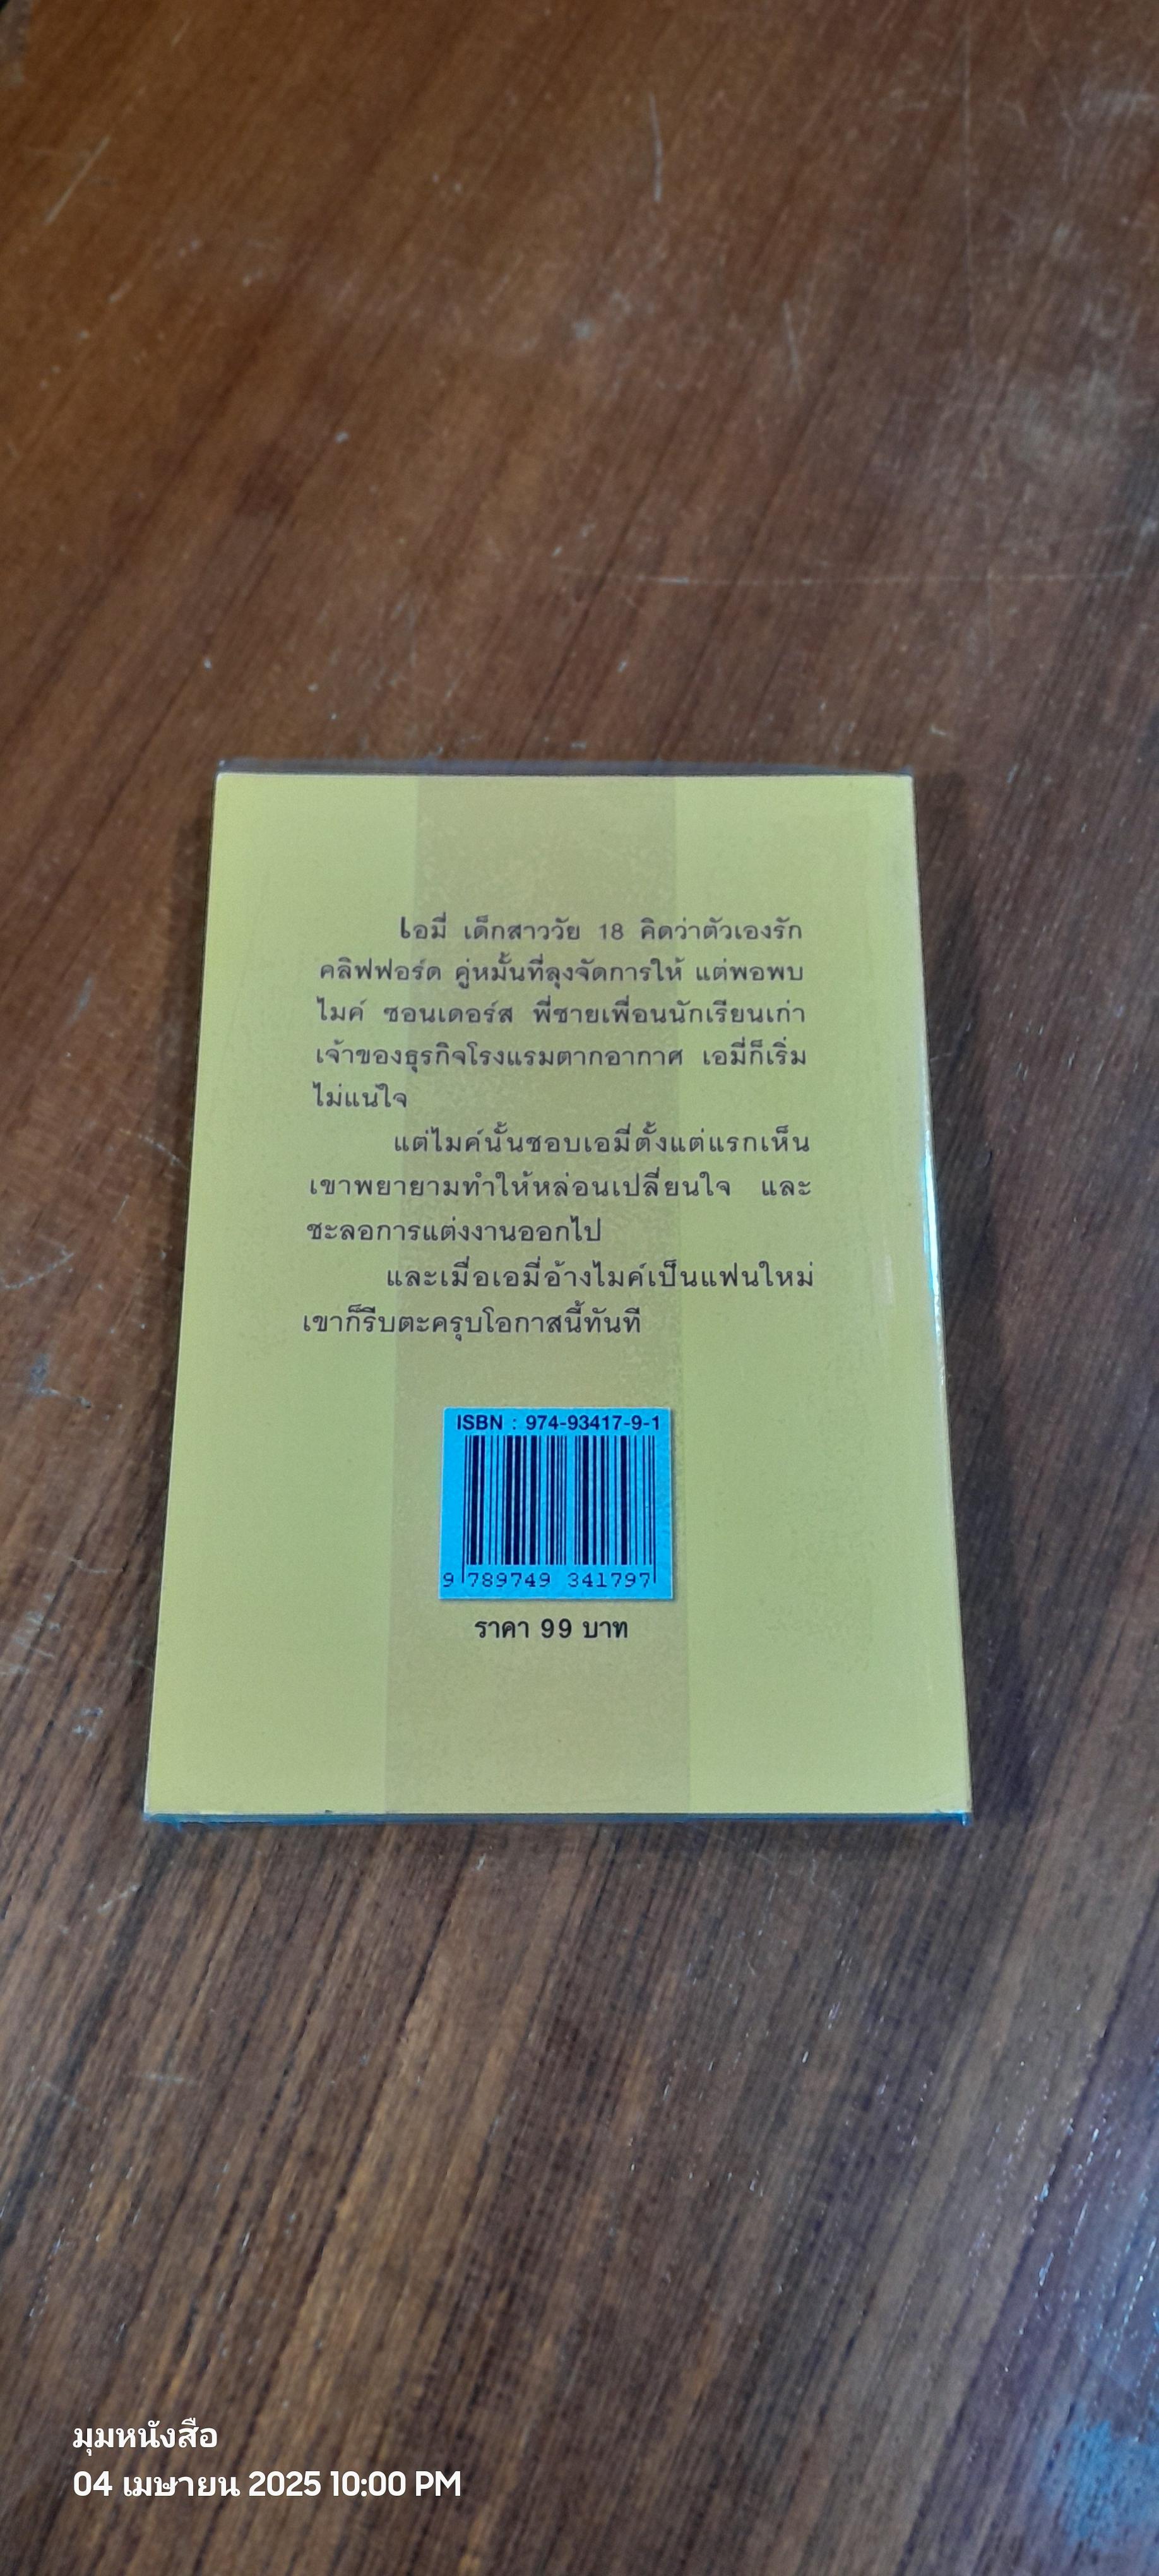 เอมี่ เด็กสาววัย 18 คิดว่าตัวเองรัก
คลิฟฟอร์ด คู่หมั้นที่ลุงจัดการให้ แต่พอพบ
ไมค์ ซอนเดอร์ส พี่ชายเพื่อนนักเรียนเก่า
เจ้าของธุรกิจโรงแรมตากอากาศ เอมี่ก็เริ่ม
ไม่แน่ใจ
แต่ไมค์นั้นชอบเอมี่ตั้งแต่แรกเห็น
เขาพยายามทำให้หล่อนเปลี่ยนใจ และ
ชะลอการแต่งงานออกไป
และเมื่อเอมี่อ้างไมค์เป็นแฟนใหม่
เขาก็รีบตะครุบโอกาสนี้ทันที
ISBN : 974-93417-9-1
9 789749 341797
ราคา 99 บาท
มุมหนังสือ
04 เมษายน 2025 10:00 PM